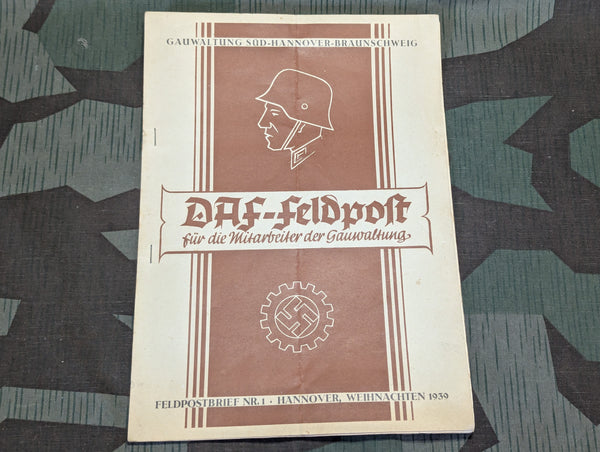 GAUWALTUNG SÜD-HANNOVER-BRAUNSCHWEIG
DAF-Feldpost
für die Mitarbeiter der Gauwaltung
FELDPOSTBRIEF NR. 1 · HANNOVER, WEIHNACHTEN 1939